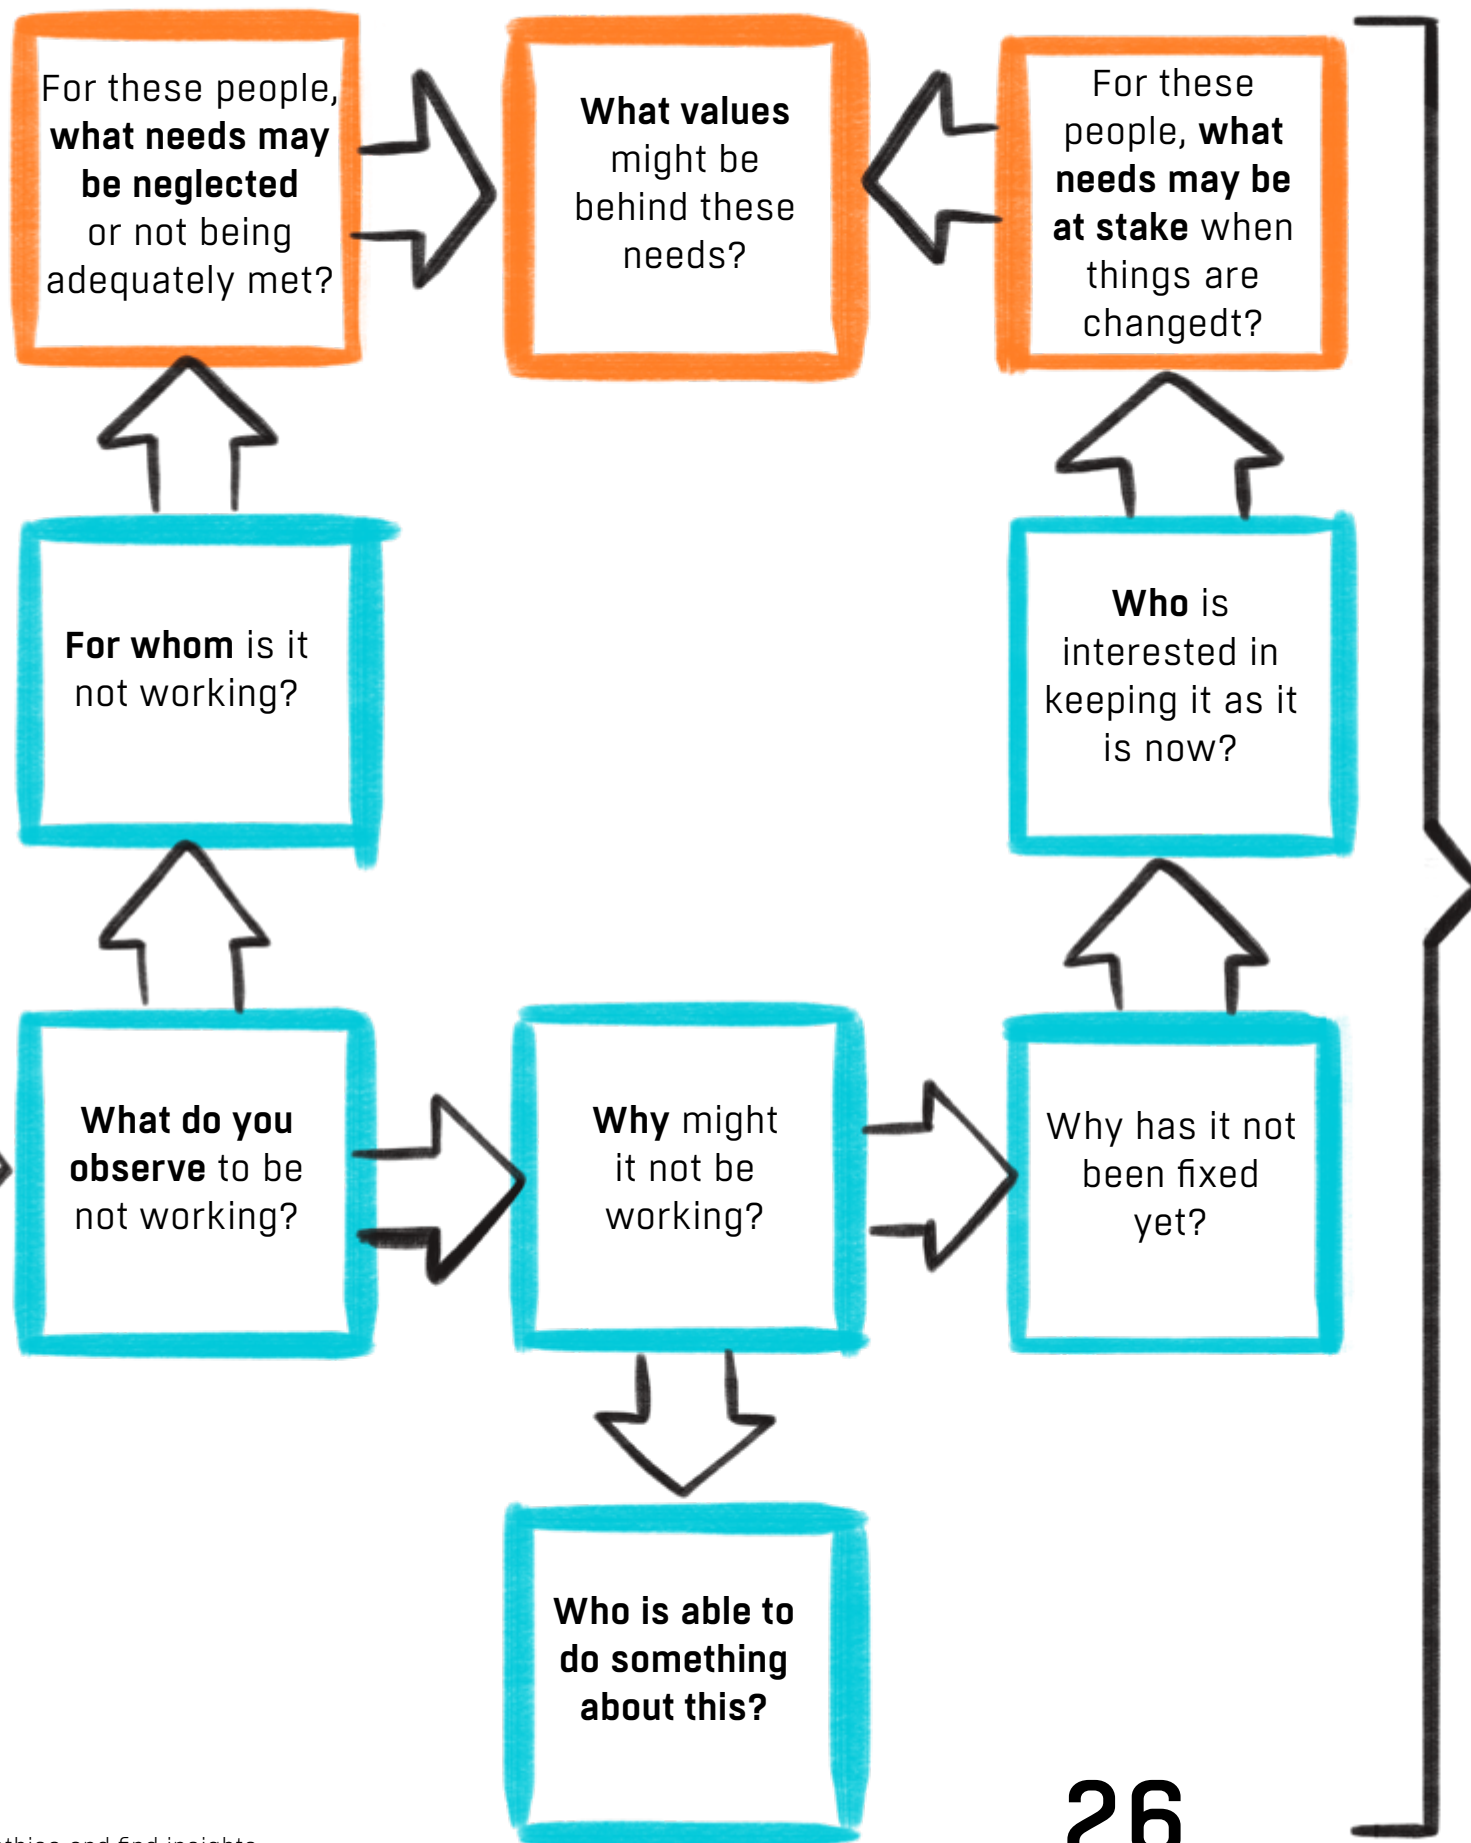 For these people,
what needs may
be neglected
or not being
adequately met?
What values
might be
behind these
needs?
For these
people, what
needs may be
at stake when
things are
changedt?
For whom is it
not working?
Who is
interested in
keeping it as it
is now?
What do you
observe to be
not working?
Why might
it not be
working?
Why has it not
been fixed
yet?
Who is able to
do something
about this?
and find insights
26